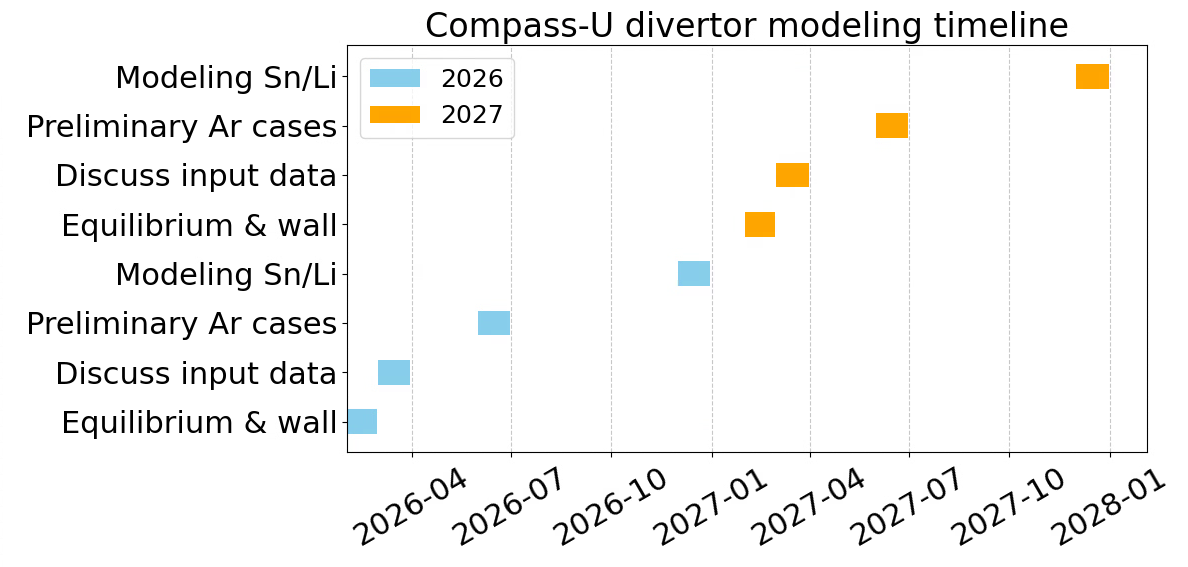 Compass-U divertor modeling timeline
2026
2027
Modeling Sn/Li
Preliminary Ar cases
Discuss input data
Equilibrium & wall
Modeling Sn/Li
Preliminary Ar cases
Discuss input data
Equilibrium & wall
2026-04
2026-07
2026-10
2027-01
2027-04
2027-07
2027-10
2028-01